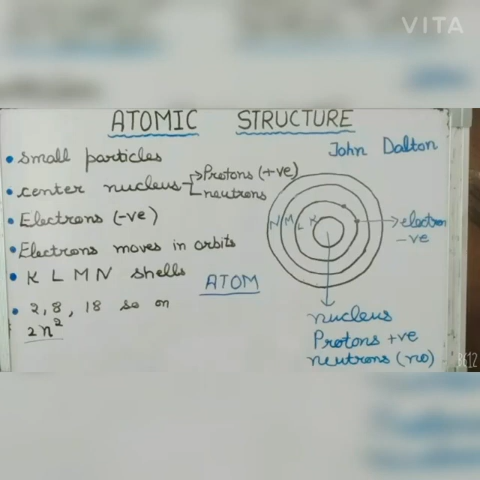 VITA
ATOMIC STRUCTURE
John Dalton
• Small particles
• center nucleus Protons (+ve)
neutrons
• Electrons (-ve)
• Electrons moves in orbits
• K L M N shells
• 2, 8, 18 so on
2n²
ATOM
N M L K
electron
-ve
nucleus
Protons +ve
neutrons (no)
8612